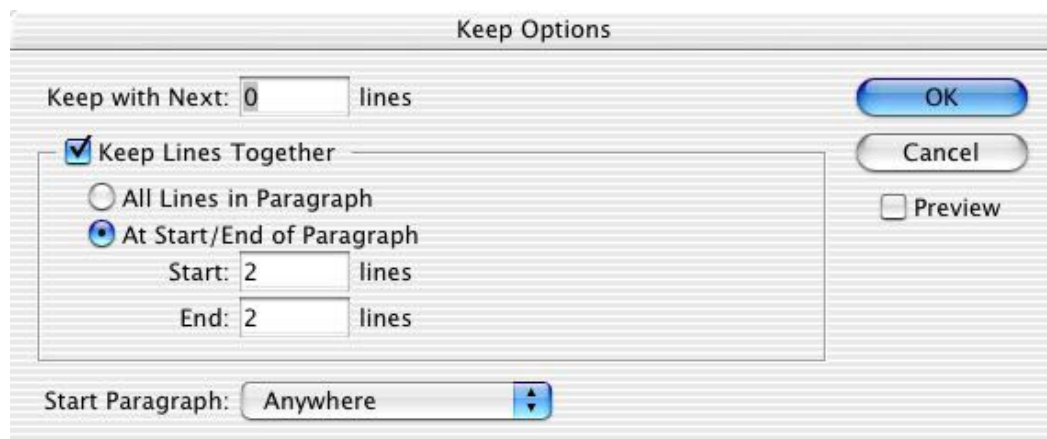 Keep Options
Keep with Next: 0 lines
OK
Keep Lines Together
Cancel
All Lines in Paragraph
Preview
At Start/End of Paragraph
Start: 2 lines
End: 2 lines
Start Paragraph: Anywhere